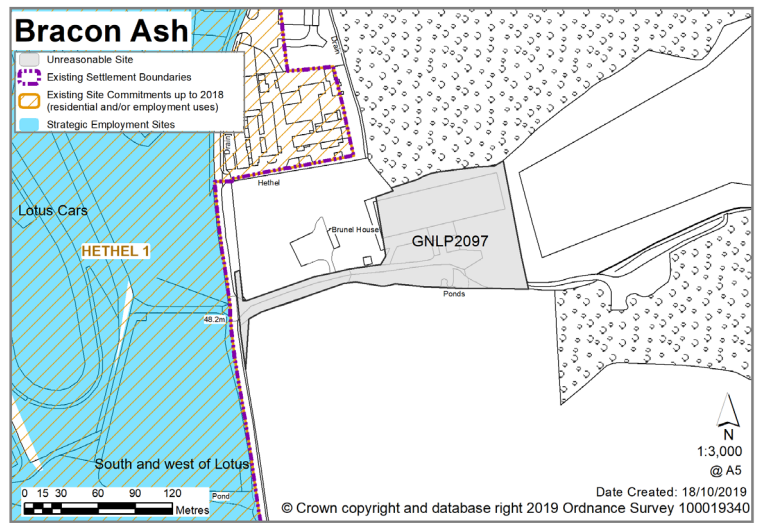 Bracon Ash
Unreasonable Site
Existing Settlement Boundaries
Existing Site Commitments up to 2018
(residential and/or employment uses)
Strategic Employment Sites
Drain
Drain
Hethel
Lotus Cars
Brunel House
GNLP2097
HETHEL 1
Ponds
48.2m
N
1:3,000
@ A5
South and west of Lotus
Pond
0 15 30 60 90 120
Metres
Date Created: 18/10/2019
© Crown copyright and database right 2019 Ordnance Survey 100019340